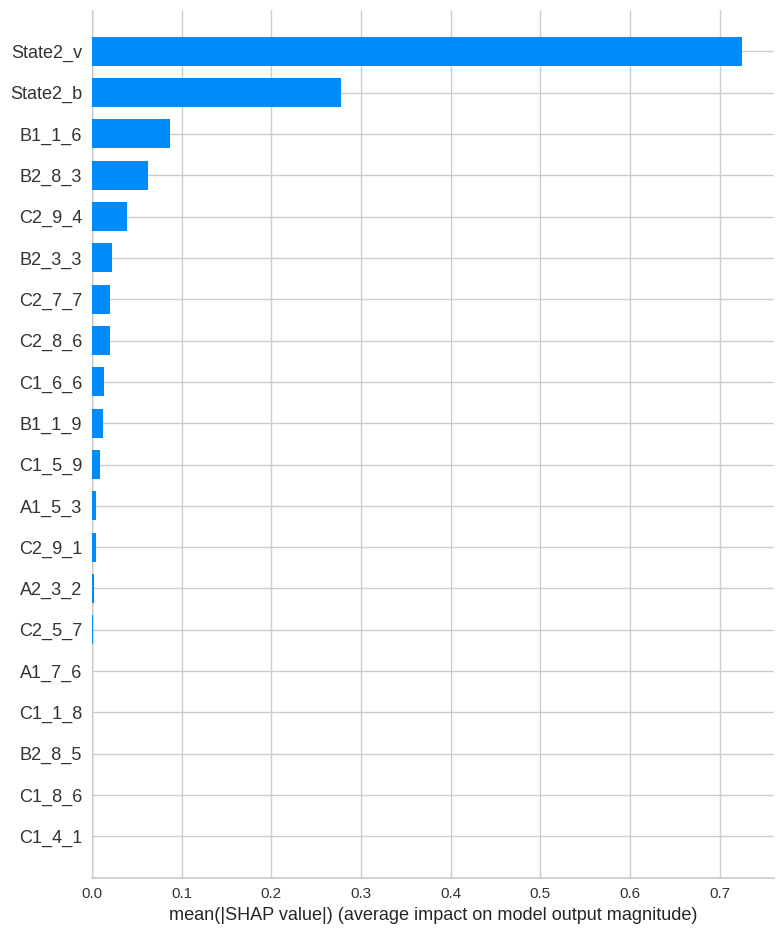 State2_v
State2_b
B1_1_6
B2_8_3
C2_9_4
B2_3_3
C2_7_7
C2_8_6
C1_6_6
B1_1_9
C1_5_9
A1_5_3
C2_9_1
A2_3_2
C2_5_7
A1_7_6
C1_1_8
B2_8_5
C1_8_6
C1_4_1
0.0 0.1 0.2 0.3 0.4 0.5 0.6 0.7
mean(|SHAP value|) (average impact on model output magnitude)